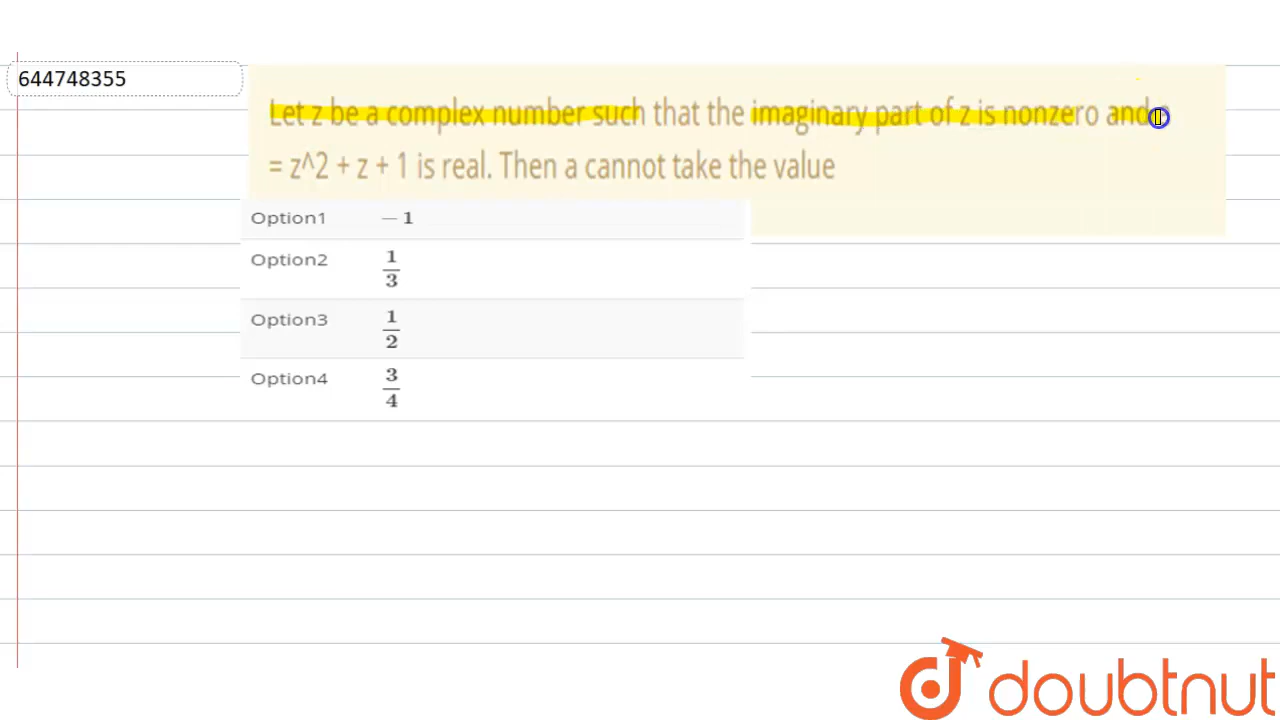 644748355
Let z be a complex number such that the imaginary part of z is nonzero and
= z^2 + z + 1 is real. Then a cannot take the value
Option1 − 1
Option2 1/3
Option3 1/2
Option4 3/4
doubtnut